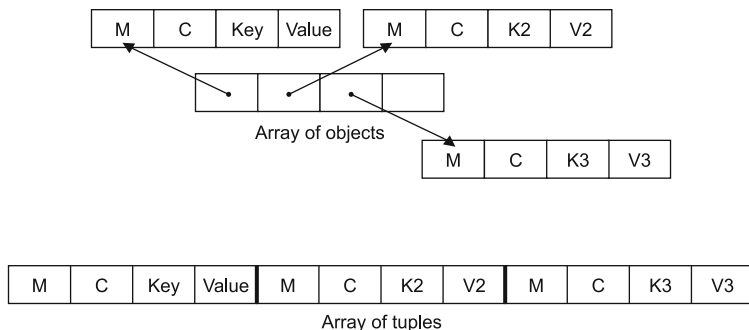 M C Key Value M C K2 V2
Array of objects
M C K3 V3
M C Key Value M C K2 V2 M C K3 V3
Array of tuples